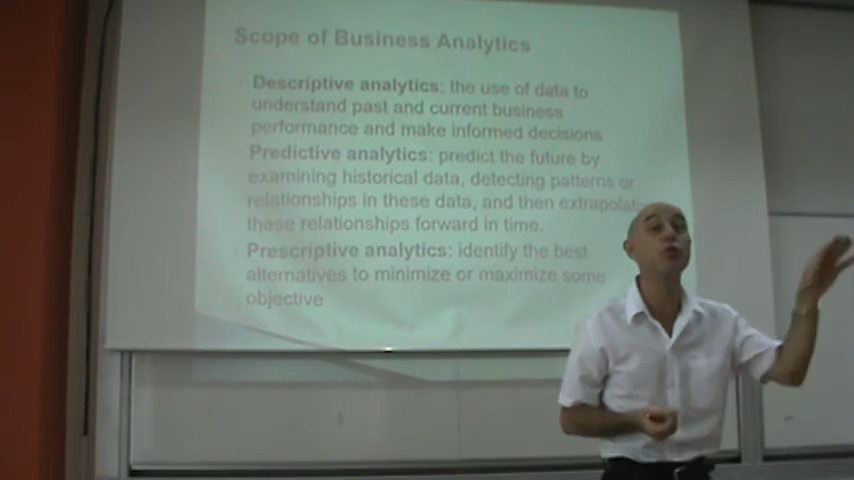 Scope of Business Analytics
Descriptive analytics: the use of data to
understand past and current business
performance and make informed decisions
Predictive analytics: predict the future by
examining historical data, detecting patterns or
relationships in these data, and then extrapolate
these relationships forward in time.
Prescriptive analytics: identify the best
alternatives to minimize or maximize some
objective